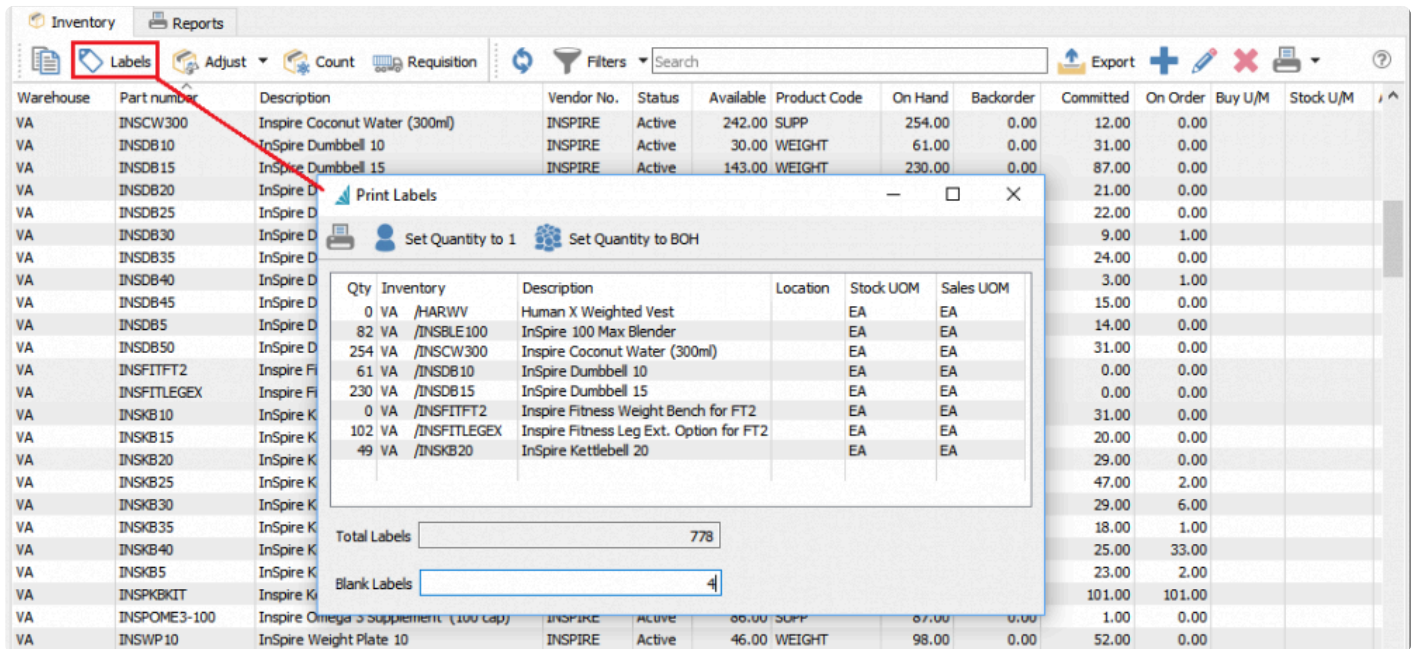 Inventory Reports
Labels Adjust Count Requisition Filters Search Export
Warehouse Part number Description Vendor No. Status Available Product Code On Hand Backorder Committed On Order Buy U/M Stock U/M
VA INSCW300 Inspire Coconut Water (300ml) INSPIRE Active 242.00 SUPP 254.00 0.00 12.00 0.00
VA INSDB10 InSpire Dumbbell 10 INSPIRE Active 30.00 WEIGHT 61.00 0.00 31.00 0.00
VA INSDB15 InSpire Dumbbell 15 INSPIRE Active 143.00 WEIGHT 230.00 0.00 87.00 0.00
VA INSDB20 InSpire D 21.00 0.00
VA INSDB25 InSpire D 22.00 0.00
VA INSDB30 InSpire D 9.00 1.00
VA INSDB35 InSpire D 24.00 0.00
VA INSDB40 InSpire D 3.00 1.00
VA INSDB45 InSpire D 15.00 0.00
VA INSDB5 InSpire D 14.00 0.00
VA INSDB50 InSpire D 31.00 0.00
VA INSFITFT2 Inspire Fi 0.00 0.00
VA INSFITLEGEX Inspire Fi 0.00 0.00
VA INSKB10 InSpire K 31.00 0.00
VA INSKB15 InSpire K 20.00 0.00
VA INSKB20 InSpire K 29.00 0.00
VA INSKB25 InSpire K 47.00 2.00
VA INSKB30 InSpire K 29.00 6.00
VA INSKB35 InSpire K 18.00 1.00
VA INSKB40 InSpire K 25.00 33.00
VA INSKB5 InSpire K 23.00 2.00
VA INSPKBKIT Inspire K 101.00 101.00
VA INSPOME3-100 Inspire Omega 3 Supplement (100 cap) INSPIRE Active 86.00 SUPP 87.00 0.00 1.00 0.00
VA INSWP10 InSpire Weight Plate 10 INSPIRE Active 46.00 WEIGHT 98.00 0.00 52.00 0.00
Print Labels
Set Quantity to 1 Set Quantity to BOH
Qty Inventory Description Location Stock UOM Sales UOM
0 VA /HARWV Human X Weighted Vest EA EA
82 VA /INSBLE100 InSpire 100 Max Blender EA EA
254 VA /INSCW300 Inspire Coconut Water (300ml) EA EA
61 VA /INSDB10 InSpire Dumbbell 10 EA EA
230 VA /INSDB15 InSpire Dumbbell 15 EA EA
0 VA /INSFITFT2 Inspire Fitness Weight Bench for FT2 EA EA
102 VA /INSFITLEGEX Inspire Fitness Leg Ext. Option for FT2 EA EA
49 VA /INSKB20 InSpire Kettlebell 20 EA EA
Total Labels 778
Blank Labels 4